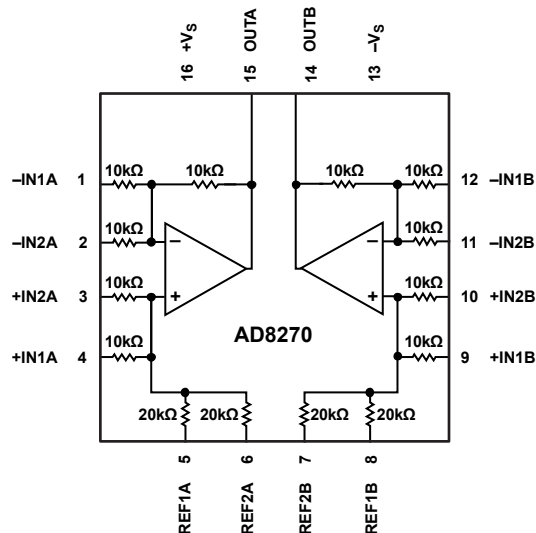 +VS
OUTA
OUTB
–VS
16
15
14
13
–IN1A 1 10kΩ 10kΩ 10kΩ 10kΩ 12 –IN1B
–IN2A 2 10kΩ – – 10kΩ 11 –IN2B
+IN2A 3 10kΩ + + 10kΩ 10 +IN2B
AD8270
+IN1A 4 10kΩ 10kΩ 9 +IN1B
20kΩ 20kΩ 20kΩ 20kΩ
5
6
7
8
REF1A
REF2A
REF2B
REF1B